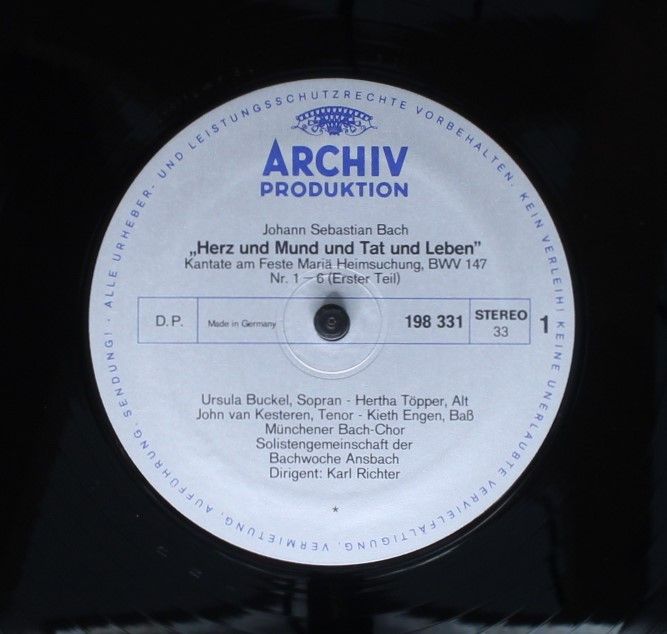 ALLE URHEBER- UND LEISTUNGSSCHUTZRECHTE VORBEHALTEN. KEIN VERLEIH! KEINE UNERLAUBTE VERVIELFÄLTIGUNG, VERMIETUNG, AUFFÜHRUNG, SENDUNG! ·
ARCHIV
PRODUKTION
Johann Sebastian Bach
„Herz und Mund und Tat und Leben"
Kantate am Feste Mariä Heimsuchung, BWV 147
Nr. 1 – 6 (Erster Teil)
D.P. Made in Germany 198 331 STEREO 1
33
Ursula Buckel, Sopran - Hertha Töpper, Alt
John van Kesteren, Tenor - Kieth Engen, Baß
Münchener Bach-Chor
Solistengemeinschaft der
Bachwoche Ansbach
Dirigent: Karl Richter
*